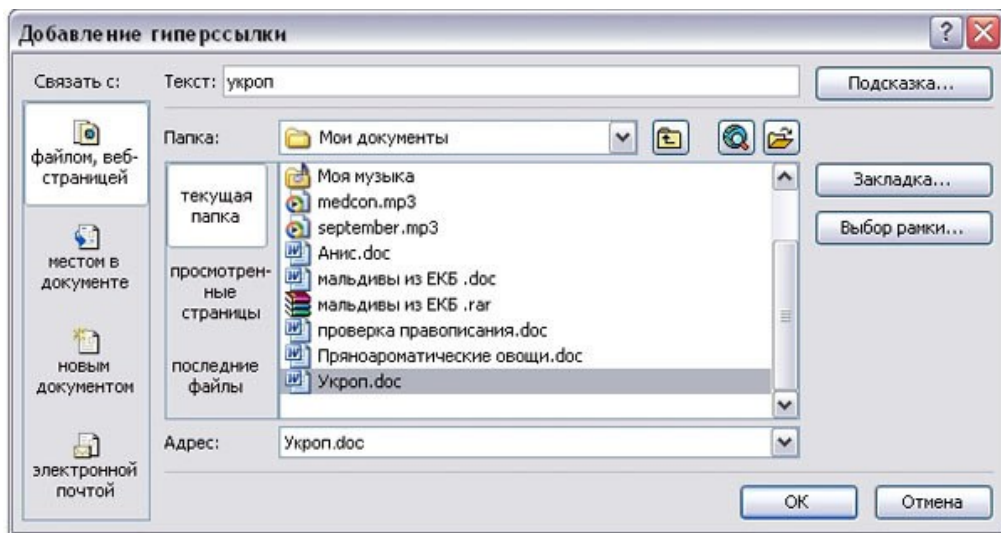 Добавление гиперссылки
Связать с:
Текст: укроп
Подсказка...
файлом, веб-
страницей
Папка: Мои документы
текущая
папка
Моя музыка
medcon.mp3
september.mp3
Анис.doc
мальдивы из ЕКБ .doc
мальдивы из ЕКБ .rar
проверка правописания.doc
Пряноароматические овощи.doc
Укроп.doc
Закладка...
Выбор рамки...
местом в
документе
просмотрен-
ные
страницы
новым
документом
последние
файлы
Адрес: Укроп.doc
электронной
почтой
ОК
Отмена